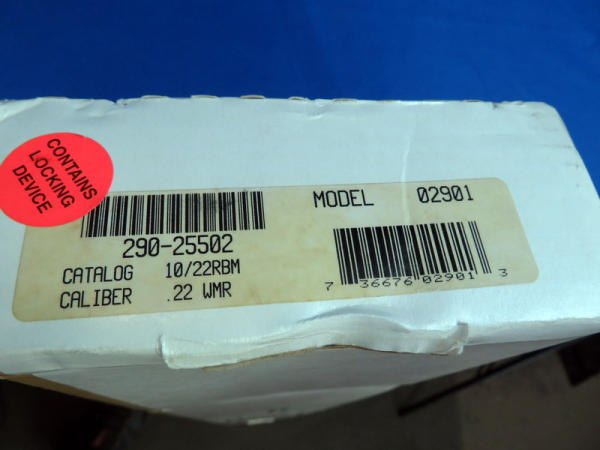 CONTAINS
LOCKING
DEVICE
290-25502
CATALOG 10/22RBM
CALIBER .22 WMR
MODEL 02901
7 36676 02901 3